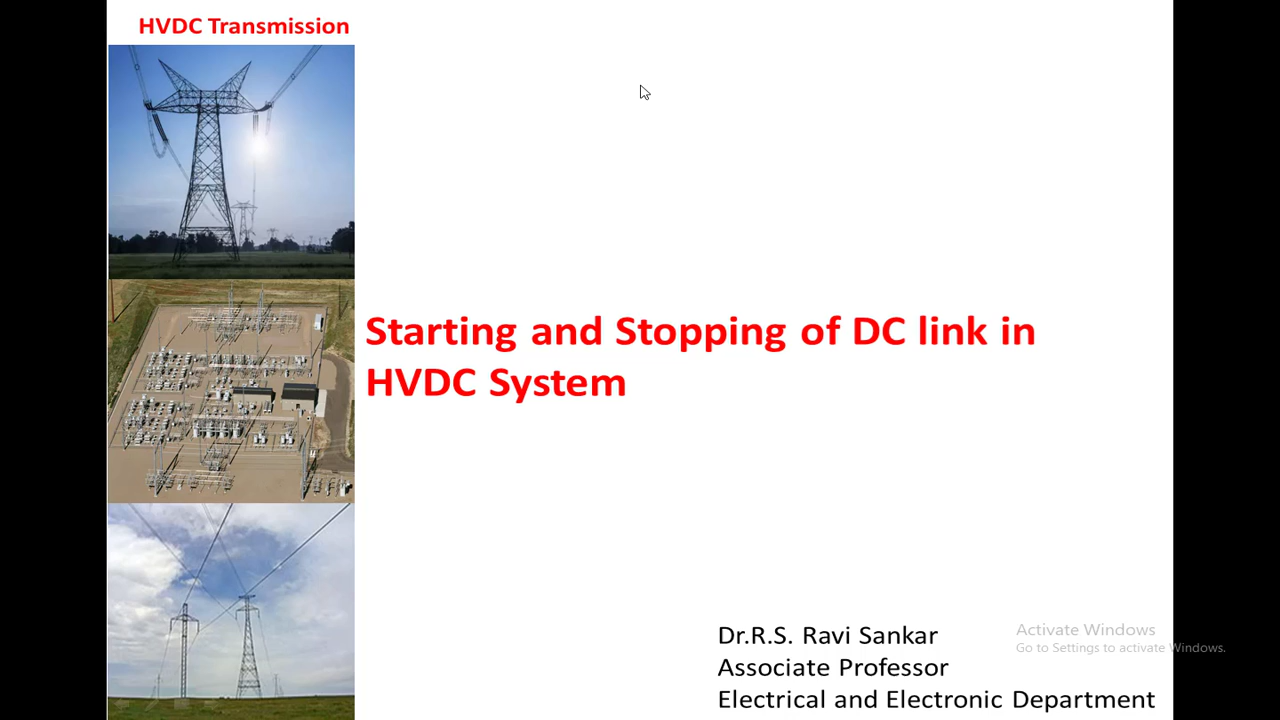 HVDC Transmission
Starting and Stopping of DC link in
HVDC System
Dr.R.S. Ravi Sankar
Associate Professor
Electrical and Electronic Department
Activate Windows
Go to Settings to activate Windows.